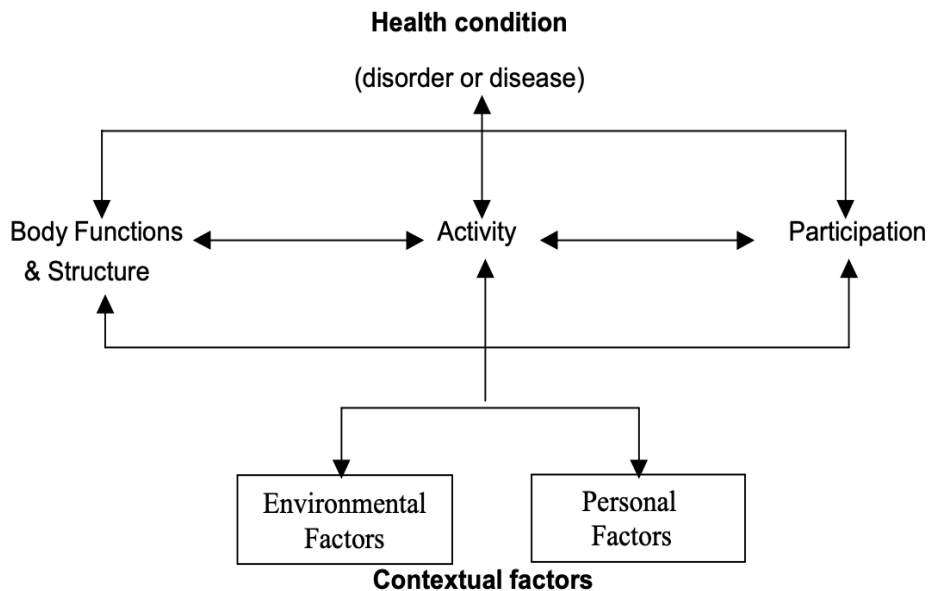 Health condition
(disorder or disease)
Body Functions
& Structure
Activity
Participation
Environmental
Factors
Personal
Factors
Contextual factors